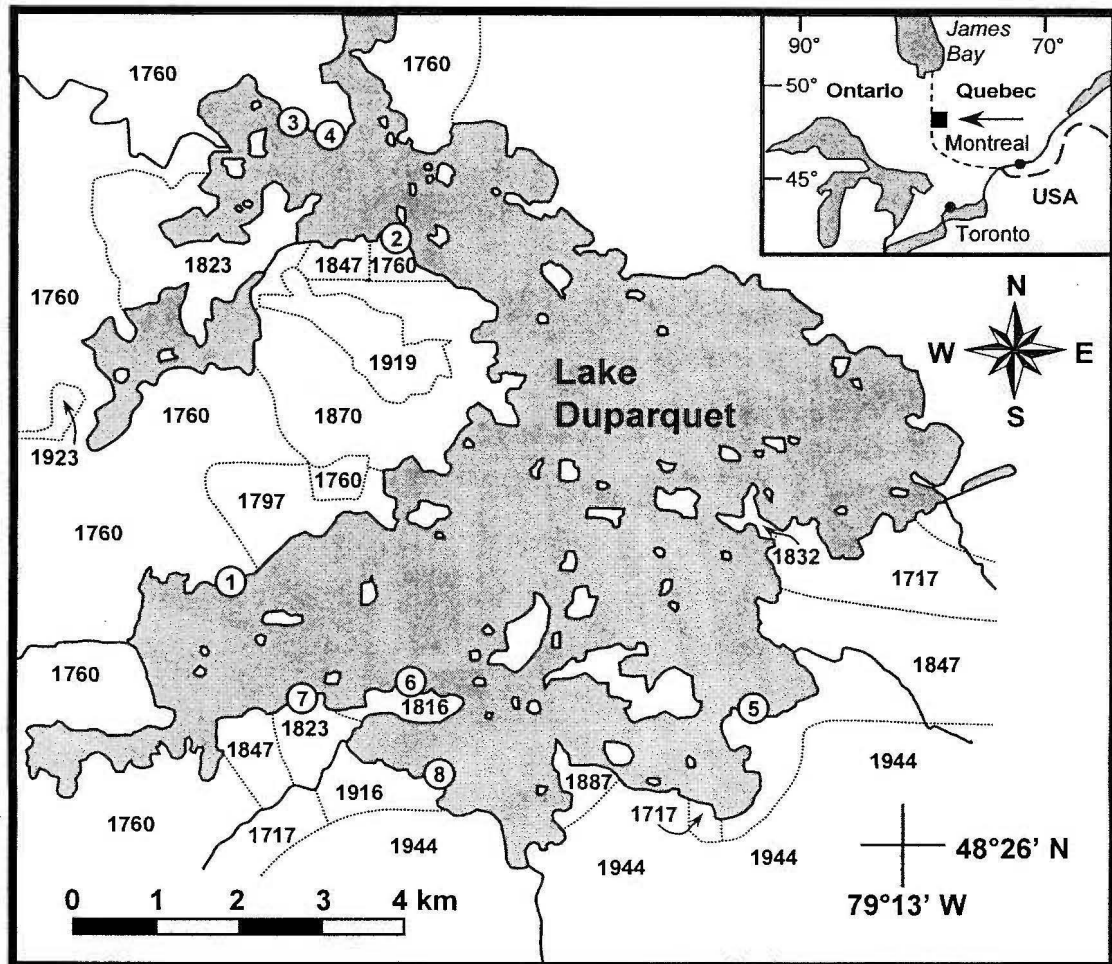 1760
1760
90°
James
Bay
70°
50°
Ontario
Quebec
Montreal
45°
USA
Toronto
3
4
2
1823
1847
1760
1760
N
W
E
S
1919
Lake
Duparquet
1760
1870
1923
1797
1760
1832
1717
1
1847
1760
6
1816
7
5
1823
1847
8
1944
1916
1887
1760
1717
1717
1944
1944
1944
48°26' N
79°13' W
0 1 2 3 4 km